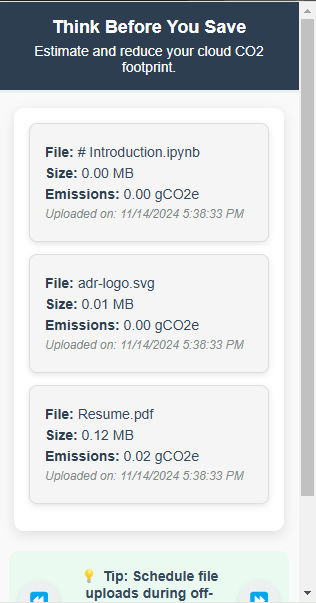 Think Before You Save
Estimate and reduce your cloud CO2
footprint.
File: # Introduction.ipynb
Size: 0.00 MB
Emissions: 0.00 gCO2e
Uploaded on: 11/14/2024 5:38:33 PM
File: adr-logo.svg
Size: 0.01 MB
Emissions: 0.00 gCO2e
Uploaded on: 11/14/2024 5:38:33 PM
File: Resume.pdf
Size: 0.12 MB
Emissions: 0.02 gCO2e
Uploaded on: 11/14/2024 5:38:33 PM
💡 Tip: Schedule file
uploads during off-